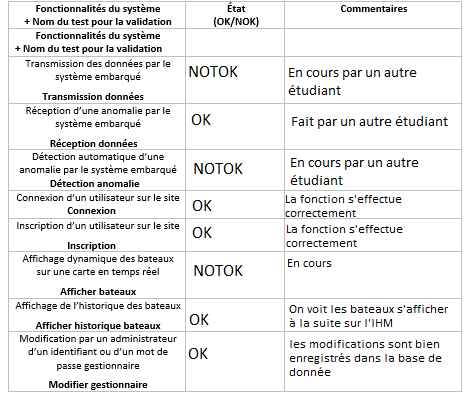 Fonctionnalités du système
+ Nom du test pour la validation
État
(OK/NOK)
Commentaires
Fonctionnalités du système
+ Nom du test pour la validation
Transmission des données par le
système embarqué
Transmission données
NOTOK
En cours par un autre
étudiant
Réception d'une anomalie par le
système embarqué
Réception données
OK
Fait par un autre étudiant
Détection automatique d'une
anomalie par le système embarqué
Détection anomalie
NOTOK
En cours par un autre
étudiant
Connexion d'un utilisateur sur le site
Connexion
OK
La fonction s'effectue
correctement
Inscription d'un utilisateur sur le site
Inscription
OK
La fonction s'effectue
correctement
Affichage dynamique des bateaux
sur une carte en temps réel
Afficher bateaux
NOTOK
En cours
Affichage de l'historique des bateaux
Afficher historique bateaux
OK
On voit les bateaux s'afficher
à la suite sur l'IHM
Modification par un administrateur
d'un identifiant ou d'un mot de
passe gestionnaire
Modifier gestionnaire
OK
les modifications sont bien
enregistrés dans la base de
donnée